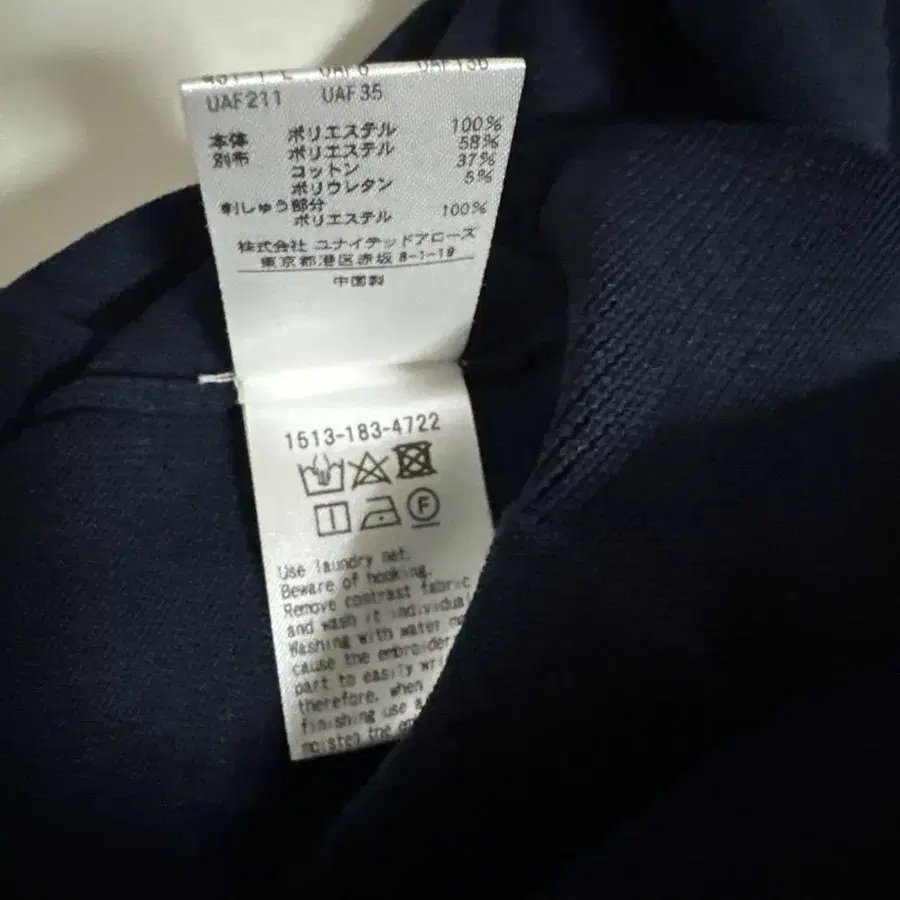 UAF211 UAF35
本体 ポリエステル 100%
別布 ポリエステル 58%
コットン 37%
ポリウレタン 5%
刺しゅう部分
ポリエステル 100%
株式会社 ユナイテッドアローズ
東京都港区赤坂 8-1-19
中国製
1513-183-4722
F
Use laundry net.
Beware of hooking.
Remove contrast fabric
and wash it individual
Washing with water
cause the embroider
part to easily wri
therefore, when
finishing use a
moisten the